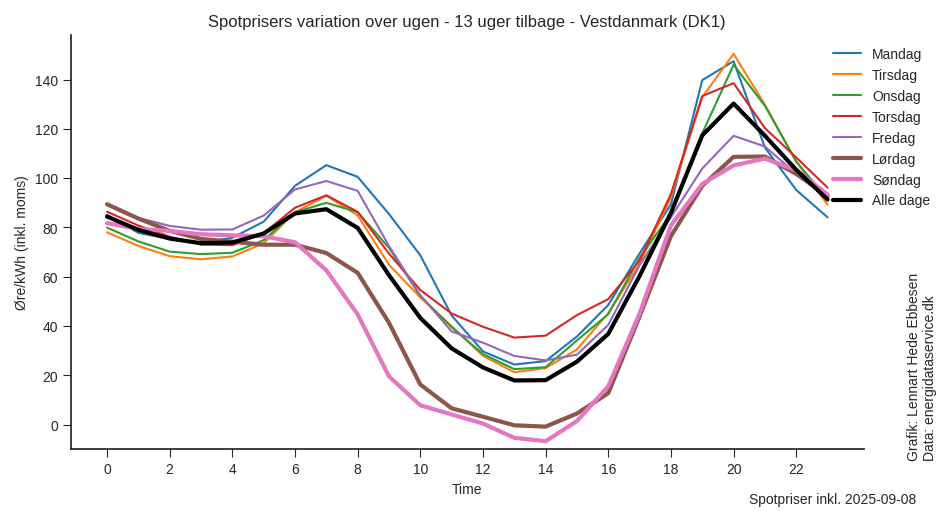 Spotprisers variation over ugen - 13 uger tilbage - Vestdanmark (DK1)
Øre/kWh (inkl. moms)
140
120
100
80
60
40
20
0
0 2 4 6 8 10 12 14 16 18 20 22
Time
Mandag
Tirsdag
Onsdag
Torsdag
Fredag
Lørdag
Søndag
Alle dage
Grafik: Lennart Hede Ebbesen
Data: energidataservice.dk
Spotpriser inkl. 2025-09-08